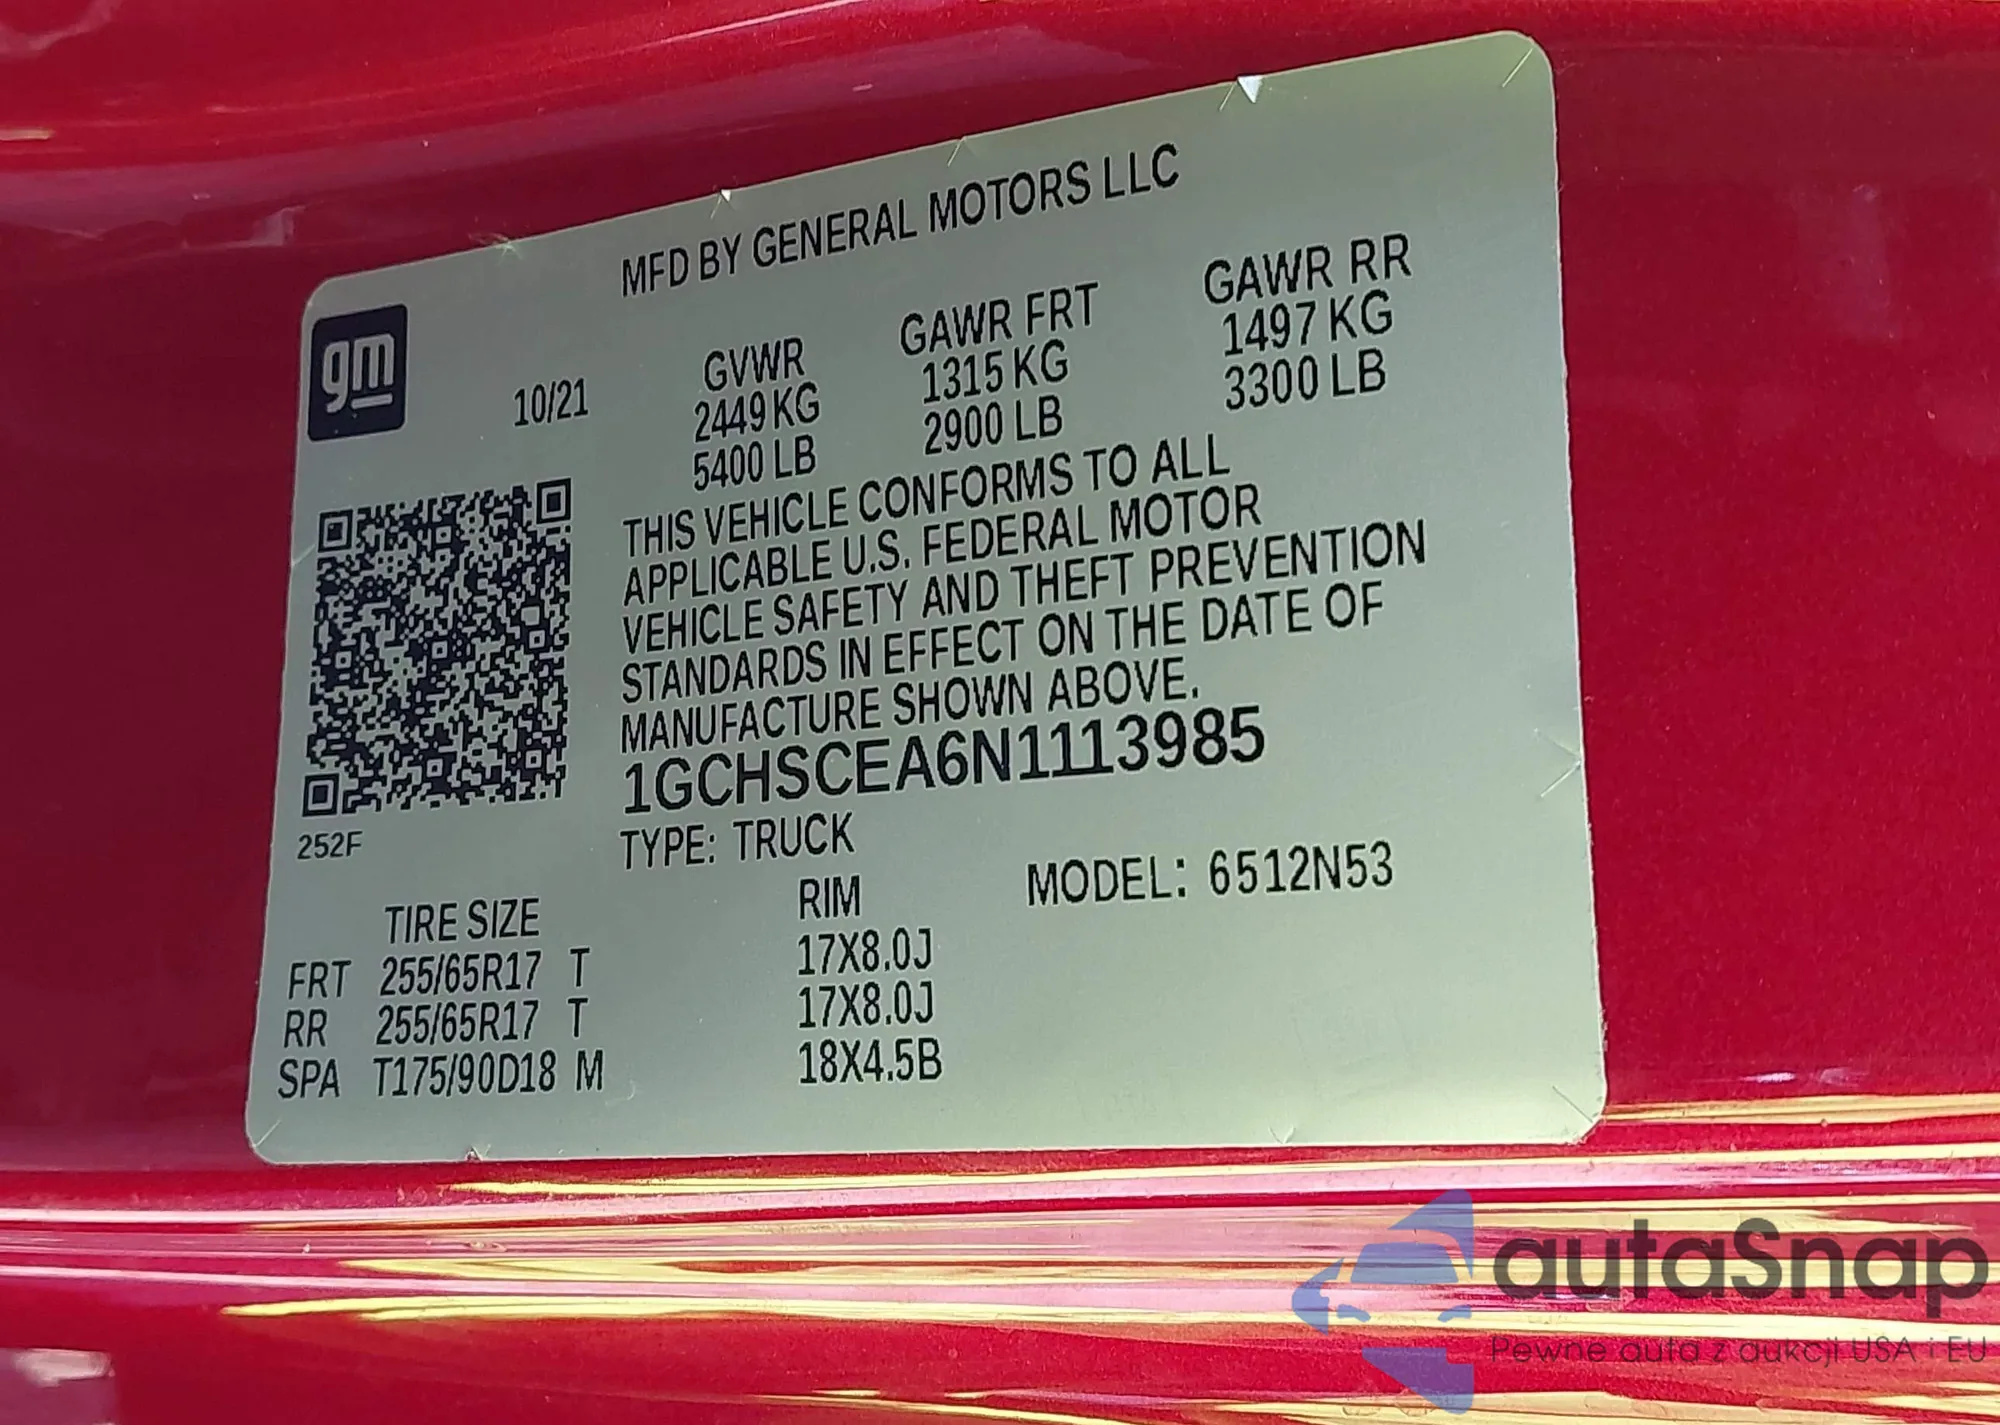 MFD BY GENERAL MOTORS LLC
gm
10/21
GVWR
2449 KG
5400 LB
GAWR FRT
1315 KG
2900 LB
GAWR RR
1497 KG
3300 LB
THIS VEHICLE CONFORMS TO ALL
APPLICABLE U.S. FEDERAL MOTOR
VEHICLE SAFETY AND THEFT PREVENTION
STANDARDS IN EFFECT ON THE DATE OF
MANUFACTURE SHOWN ABOVE.
1GCHSCEA6N1113985
252F
TYPE: TRUCK
MODEL: 6512N53
TIRE SIZE RIM
FRT 255/65R17 T 17X8.0J
RR 255/65R17 T 17X8.0J
SPA T175/90D18 M 18X4.5B
autaSnap
Pewne auta z aukcji USA i EU